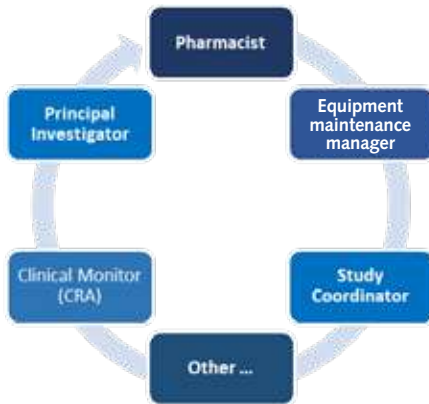 Pharmacist
Equipment
maintenance
manager
Study
Coordinator
Other ...
Clinical Monitor
(CRA)
Principal
Investigator